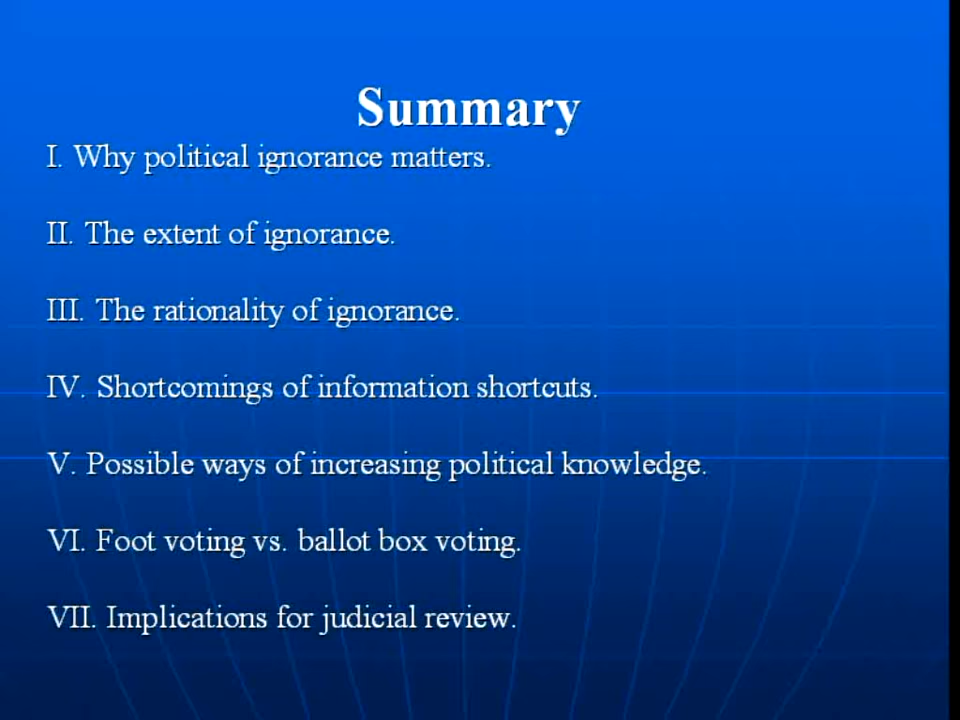 Summary
I. Why political ignorance matters.
II. The extent of ignorance.
III. The rationality of ignorance.
IV. Shortcomings of information shortcuts.
V. Possible ways of increasing political knowledge.
VI. Foot voting vs. ballot box voting.
VII. Implications for judicial review.